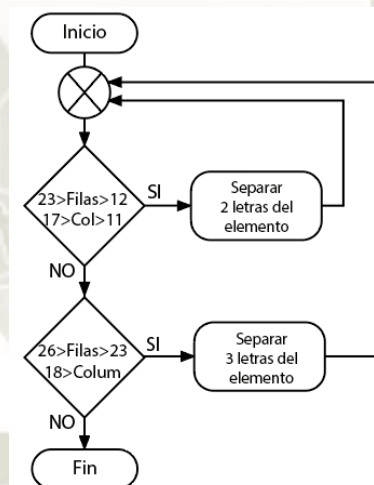 Inicio
23>Filas>12
17>Col>11
SI
Separar
2 letras del
elemento
NO
26>Filas>23
18>Colum
SI
Separar
3 letras del
elemento
NO
Fin